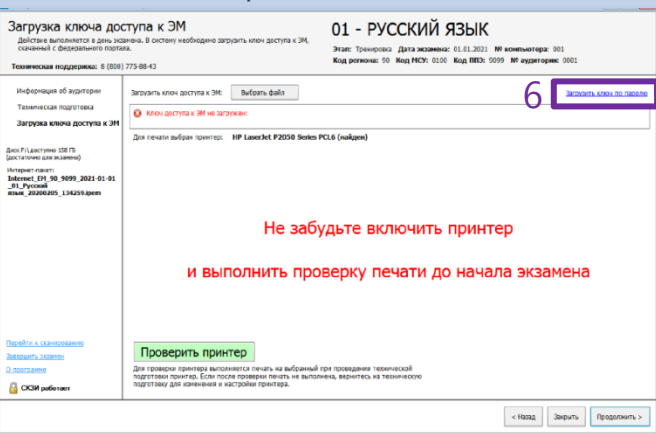 Загрузка ключа доступа к ЭМ
Действие выполняется в день экзамена. В систему необходимо загрузить ключ доступа к ЭМ,
скачанный с федерального портала.
Техническая поддержка: 8 (800) 775-88-43
01 - РУССКИЙ ЯЗЫК
Этап: Тренировка Дата экзамена: 01.01.2021 № компьютера: 001
Код региона: 90 Код МСУ: 0100 Код ППЭ: 9099 № аудитории: 0001
Информация об аудитории
Техническая подготовка
Загрузка ключа доступа к ЭМ
Диск F:\ доступно 158 ГБ
(достаточно для экзамена)
Интернет-пакет:
Internet_EM_90_9099_2021-01-01
_01_Русский
язык_20200205_134259.ipem
Загрузить ключ доступа к ЭМ: Выбрать файл
6
Загрузить ключ по паролю
Ключ доступа к ЭМ не загружен:
Для печати выбран принтер: HP LaserJet P2050 Series PCL6 (найден)
Не забудьте включить принтер
и выполнить проверку печати до начала экзамена
Проверить принтер
Для проверки принтера выполняется печать на выбранный при проведении технической
подготовки принтер. Если после проверки печать не выполнена, вернитесь на техническую
подготовку для изменения и настройки принтера.
Перейти к сканированию
Завершить экзамен
О программе
СКЗИ работает
< Назад Закрыть Продолжить >